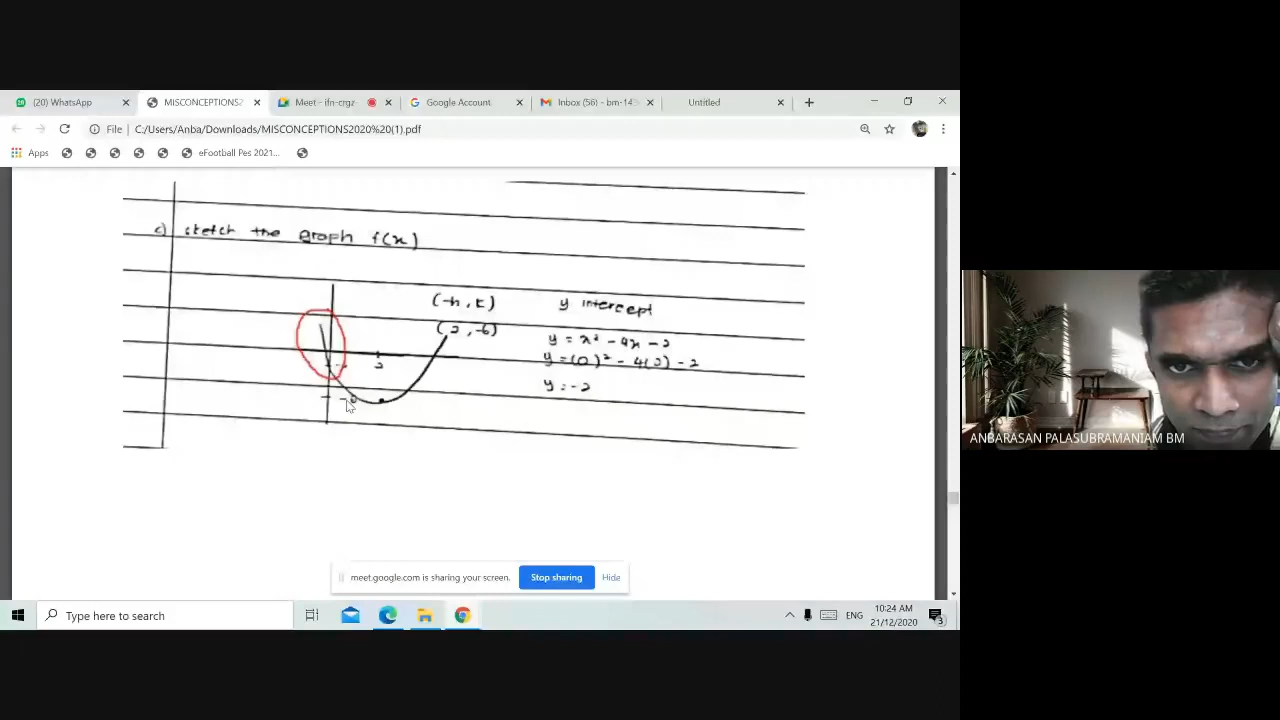 (20) WhatsApp
MISCONCEPTIONS2
Meet – ifn-crgz
Google Account
Inbox (56) – bm-14
Untitled
File
C:/Users/Anba/Downloads/MISCONCEPTIONS2020%20(1).pdf
Apps
eFootball Pes 2021...
c) sketch the graph f(x)
(-h, k)
(2, -6)
2
y intercept
y = x² - 4x - 2
y = (0)² - 4(0) - 2
y = -2
ANBARASAN PALASUBRAMANIAM BM
meet.google.com is sharing your screen.
Stop sharing
Hide
Type here to search
ENG
10:24 AM
21/12/2020
3